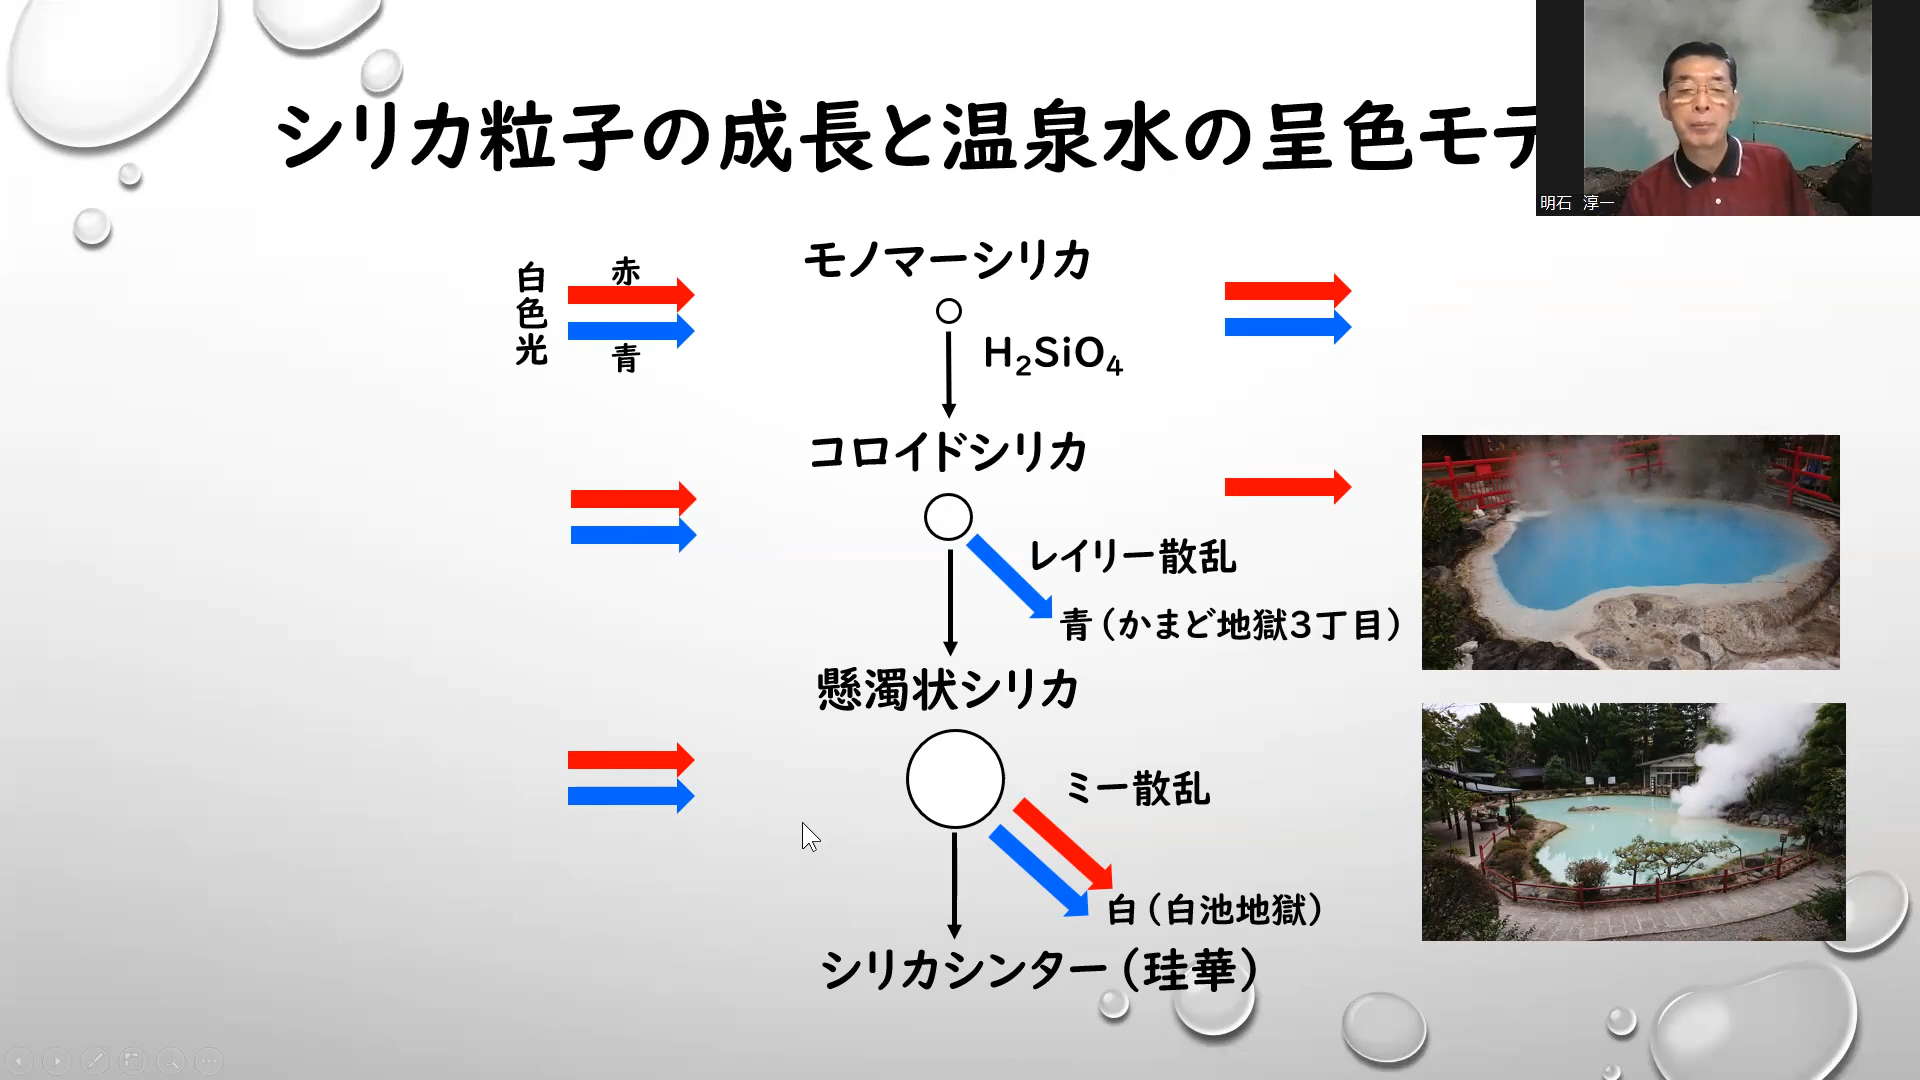 シリカ粒子の成長と温泉水の呈色モデ
明石 淳一
モノマーシリカ
白色光
赤
青
H₂SiO₄
コロイドシリカ
レイリー散乱
青（かまど地獄3丁目）
懸濁状シリカ
ミー散乱
白（白池地獄）
シリカシンター（珪華）